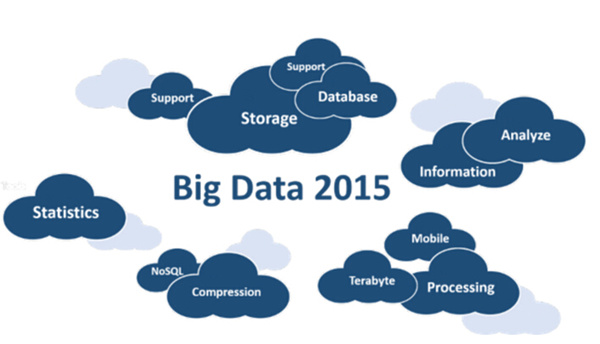 Support
Support
Database
Storage
Analyze
Information
Big Data 2015
Statistics
Mobile
NoSQL
Compression
Terabyte
Processing